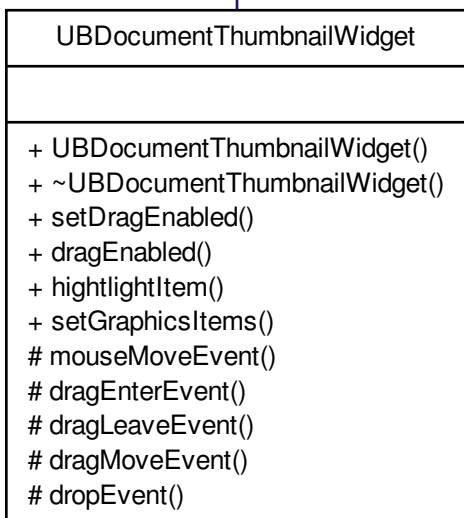 UBDocumentThumbnailWidget
+ UBDocumentThumbnailWidget()
+ ~UBDocumentThumbnailWidget()
+ setDragEnabled()
+ dragEnabled()
+ hightlightItem()
+ setGraphicsItems()
# mouseMoveEvent()
# dragEnterEvent()
# dragLeaveEvent()
# dragMoveEvent()
# dropEvent()